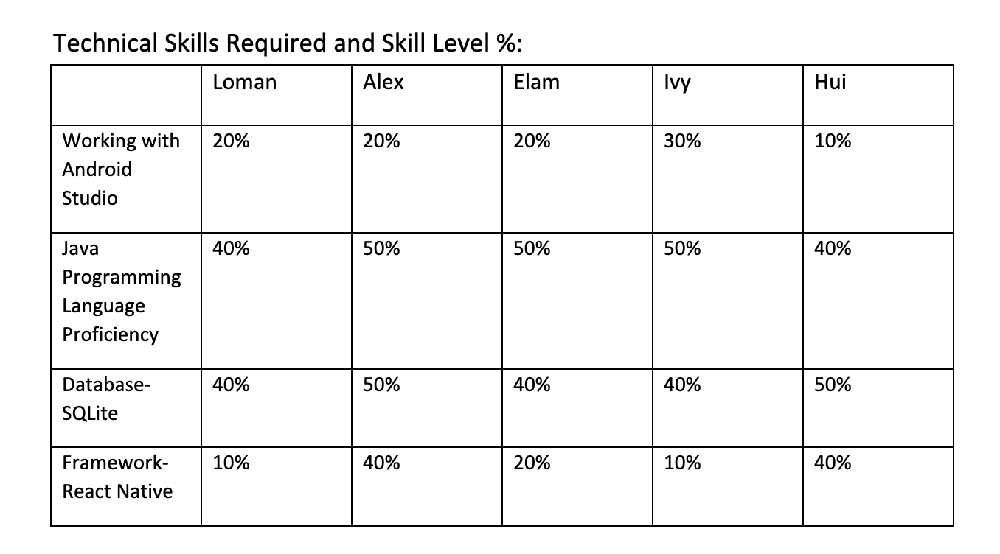 Technical Skills Required and Skill Level %:
Loman Alex Elam Ivy Hui
Working with 20% 20% 20% 30% 10%
Android
Studio
Java 40% 50% 50% 50% 40%
Programming
Language
Proficiency
Database- 40% 50% 40% 40% 50%
SQLite
Framework- 10% 40% 20% 10% 40%
React Native